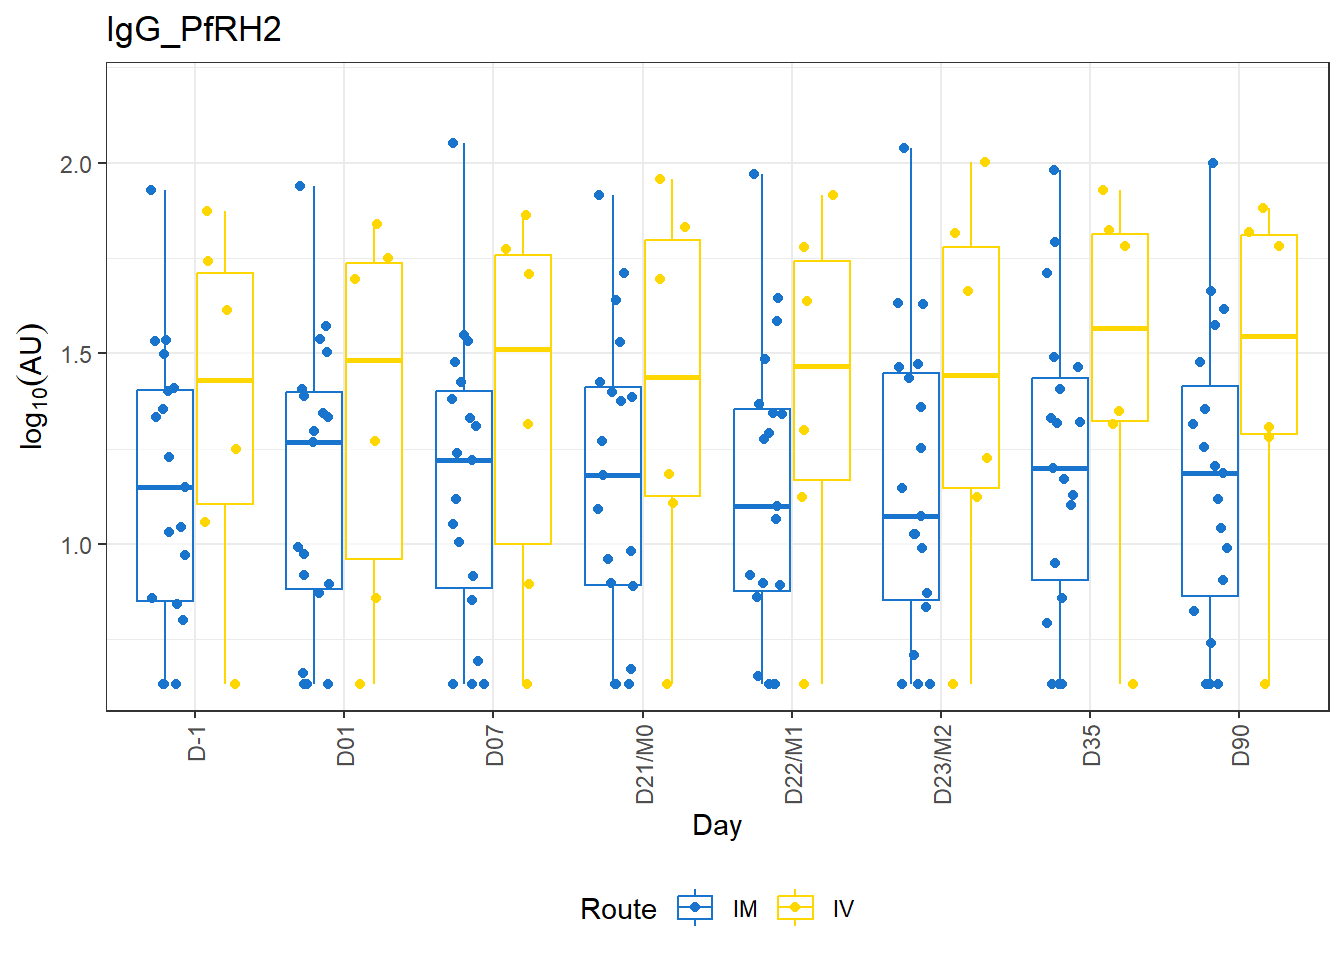 IgG_PfRH2
log₁₀(AU)
2.0
1.5
1.0
D-1
D01
D07
D21/M0
D22/M1
D23/M2
D35
D90
Day
Route IM IV